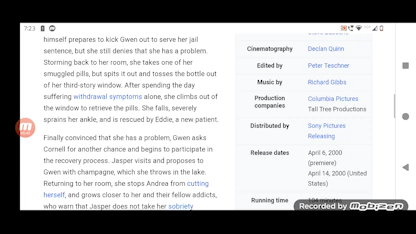 7:23
himself prepares to kick Gwen out to serve her jail
sentence, but she still denies that she has a problem.
Storming back to her room, she takes one of her
smuggled pills, but spits it out and tosses the bottle out
of her third-story window. After spending the day
suffering withdrawal symptoms alone, she climbs out of
the window to retrieve the pills. She falls, severely
sprains her ankle, and is rescued by Eddie, a new patient.
Finally convinced that she has a problem, Gwen asks
Cornell for another chance and begins to participate in
the recovery process. Jasper visits and proposes to
Gwen with champagne, which she throws in the lake.
Returning to her room, she stops Andrea from cutting
herself, and grows closer to her and their fellow addicts,
who warn that Jasper does not take her sobriety
Cinematography Declan Quinn
Edited by Peter Teschner
Music by Richard Gibbs
Production companies Columbia Pictures
Tall Tree Productions
Distributed by Sony Pictures
Releasing
Release dates April 6, 2000
(premiere)
April 14, 2000 (United
States)
Running time
Recorded by Mobizen